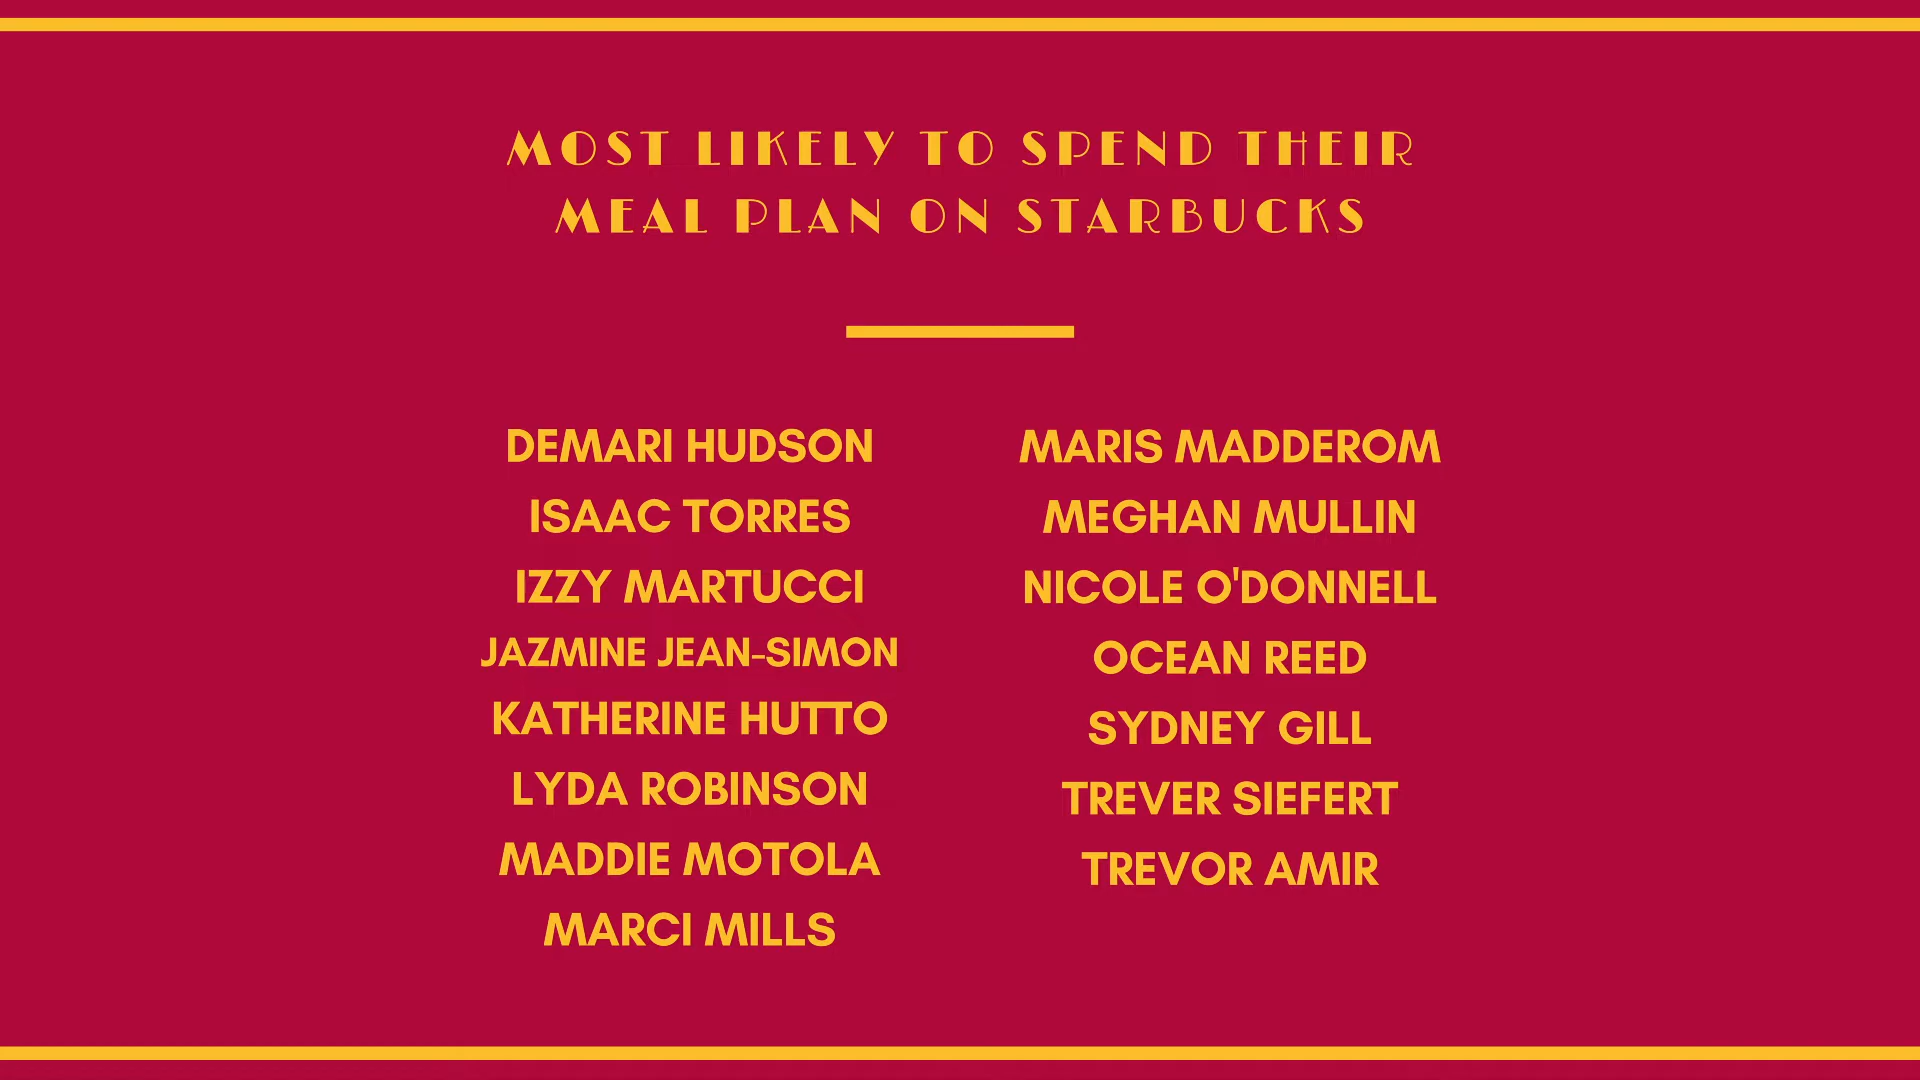 MOST LIKELY TO SPEND THEIR
MEAL PLAN ON STARBUCKS
DEMARI HUDSON
ISAAC TORRES
IZZY MARTUCCI
JAZMINE JEAN-SIMON
KATHERINE HUTTO
LYDA ROBINSON
MADDIE MOTOLA
MARCI MILLS
MARIS MADDEROM
MEGHAN MULLIN
NICOLE O'DONNELL
OCEAN REED
SYDNEY GILL
TREVER SIEFERT
TREVOR AMIR